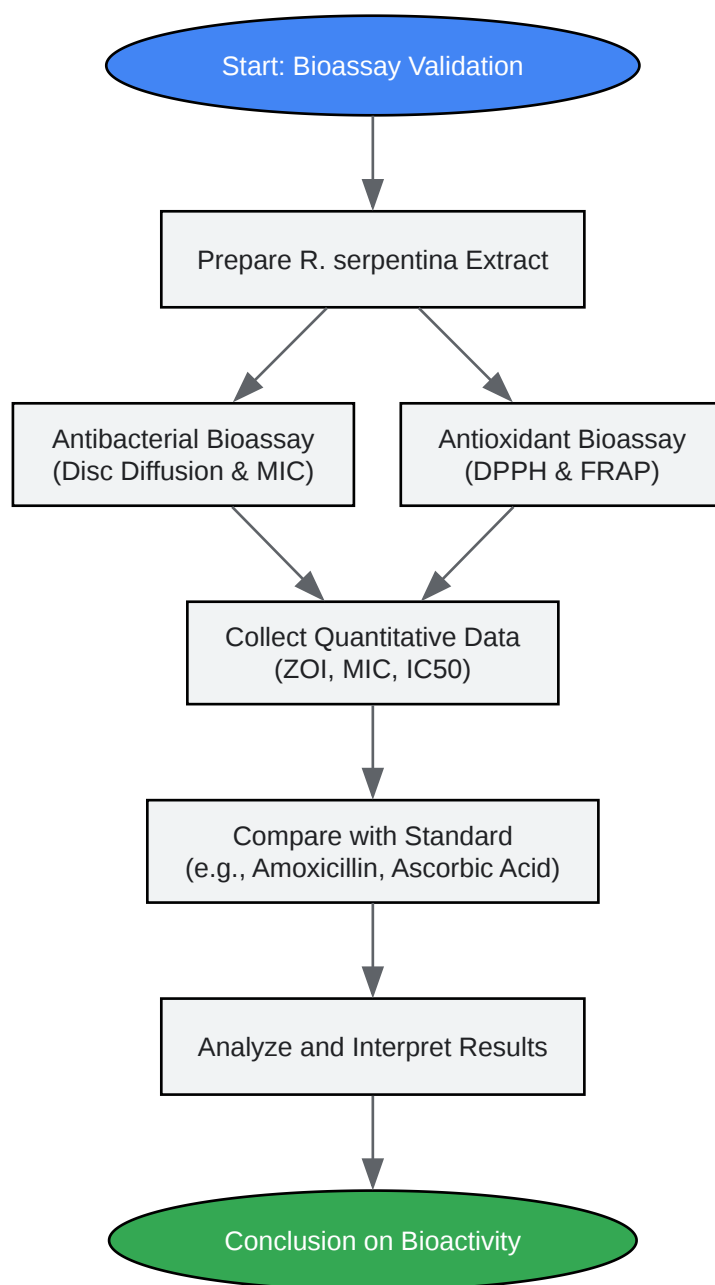 Start: Bioassay Validation
Prepare R. serpentina Extract
Antibacterial Bioassay
(Disc Diffusion & MIC)
Antioxidant Bioassay
(DPPH & FRAP)
Collect Quantitative Data
(ZOI, MIC, IC50)
Compare with Standard
(e.g., Amoxicillin, Ascorbic Acid)
Analyze and Interpret Results
Conclusion on Bioactivity